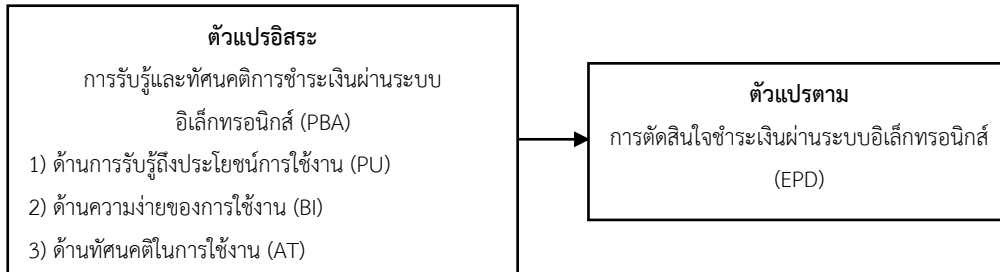 ตัวแปรอิสระ
การรับรู้และทัศนคติการชำระเงินผ่านระบบ
อิเล็กทรอนิกส์ (PBA)
1) ด้านการรับรู้ถึงประโยชน์การใช้งาน (PU)
2) ด้านความง่ายของการใช้งาน (BI)
3) ด้านทัศนคติในการใช้งาน (AT)
ตัวแปรตาม
การตัดสินใจชำระเงินผ่านระบบอิเล็กทรอนิกส์
(EPD)